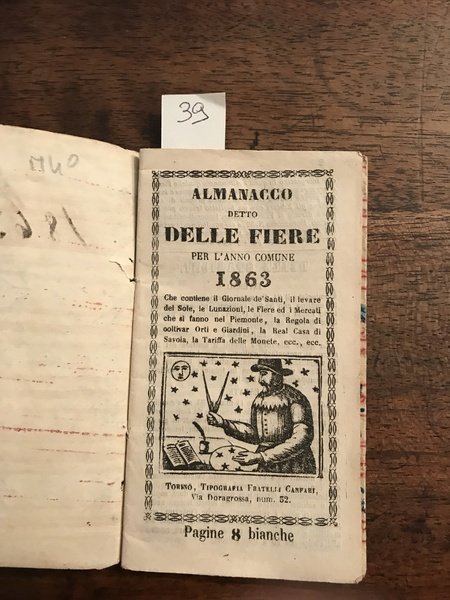 39
ALMANACCO
DETTO
DELLE FIERE
PER L'ANNO COMUNE
1863
Che contiene il Giornale de' Santi, il levare
del Sole, le Lunazioni, le Fiere ed i Mercati
che si fanno nel Piemonte, la Regola di
coltivar Orti e Giardini, la Real Casa di
Savoia, la Tariffa delle Monete, ecc., ecc.
TORINO, TIPOGRAFIA FRATELLI CANFARI,
Via Doragrossa, num. 32.
Pagine 8 bianche